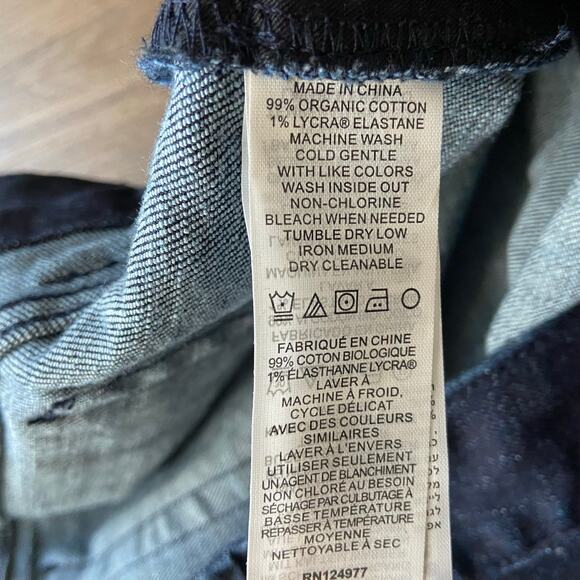 MADE IN CHINA
99% ORGANIC COTTON
1% LYCRA® ELASTANE
MACHINE WASH
COLD GENTLE
WITH LIKE COLORS
WASH INSIDE OUT
NON-CHLORINE
BLEACH WHEN NEEDED
TUMBLE DRY LOW
IRON MEDIUM
DRY CLEANABLE
FABRIQUÉ EN CHINE
99% COTON BIOLOGIQUE
1% ÉLASTHANNE LYCRA®
LAVER À
MACHINE À FROID,
CYCLE DÉLICAT
AVEC DES COULEURS
SIMILAIRES
LAVER À L'ENVERS
UTILISER SEULEMENT
UN AGENT DE BLANCHIMENT
NON CHLORÉ AU BESOIN
SÉCHAGE PAR CULBUTAGE À
BASSE TEMPÉRATURE
REPASSER À TEMPÉRATURE
MOYENNE
NETTOYABLE À SEC
RN124977